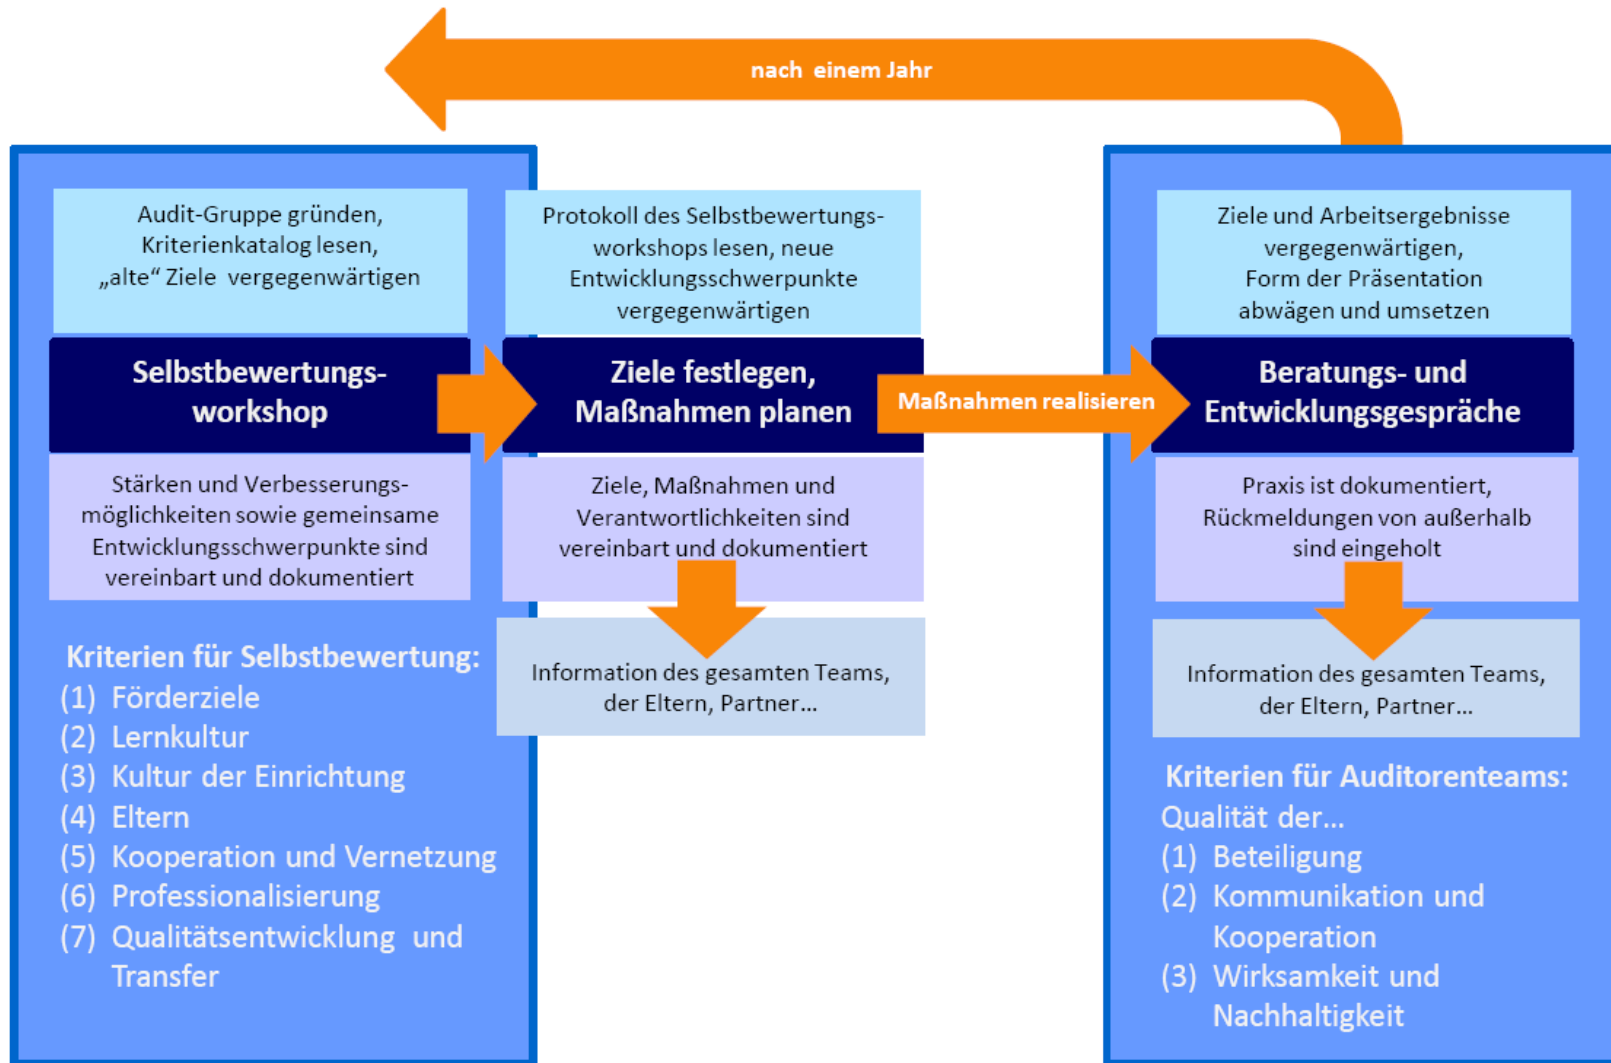 nach einem Jahr
Audit-Gruppe gründen,
Kriterienkatalog lesen,
„alte“ Ziele vergegenwärtigen
Selbstbewertungs-
workshop
Stärken und Verbesserungs-
möglichkeiten sowie gemeinsame
Entwicklungsschwerpunkte sind
vereinbart und dokumentiert
Kriterien für Selbstbewertung:
(1) Förderziele
(2) Lernkultur
(3) Kultur der Einrichtung
(4) Eltern
(5) Kooperation und Vernetzung
(6) Professionalisierung
(7) Qualitätsentwicklung und
Transfer
Protokoll des Selbstbewertungs-
workshops lesen, neue
Entwicklungsschwerpunkte
vergegenwärtigen
Ziele festlegen,
Maßnahmen planen
Ziele, Maßnahmen und
Verantwortlichkeiten sind
vereinbart und dokumentiert
Information des gesamten Teams,
der Eltern, Partner...
Maßnahmen realisieren
Ziele und Arbeitsergebnisse
vergegenwärtigen,
Form der Präsentation
abwägen und umsetzen
Beratungs- und
Entwicklungsgespräche
Praxis ist dokumentiert,
Rückmeldungen von außerhalb
sind eingeholt
Information des gesamten Teams,
der Eltern, Partner...
Kriterien für Auditorenteams:
Qualität der...
(1) Beteiligung
(2) Kommunikation und
Kooperation
(3) Wirksamkeit und
Nachhaltigkeit